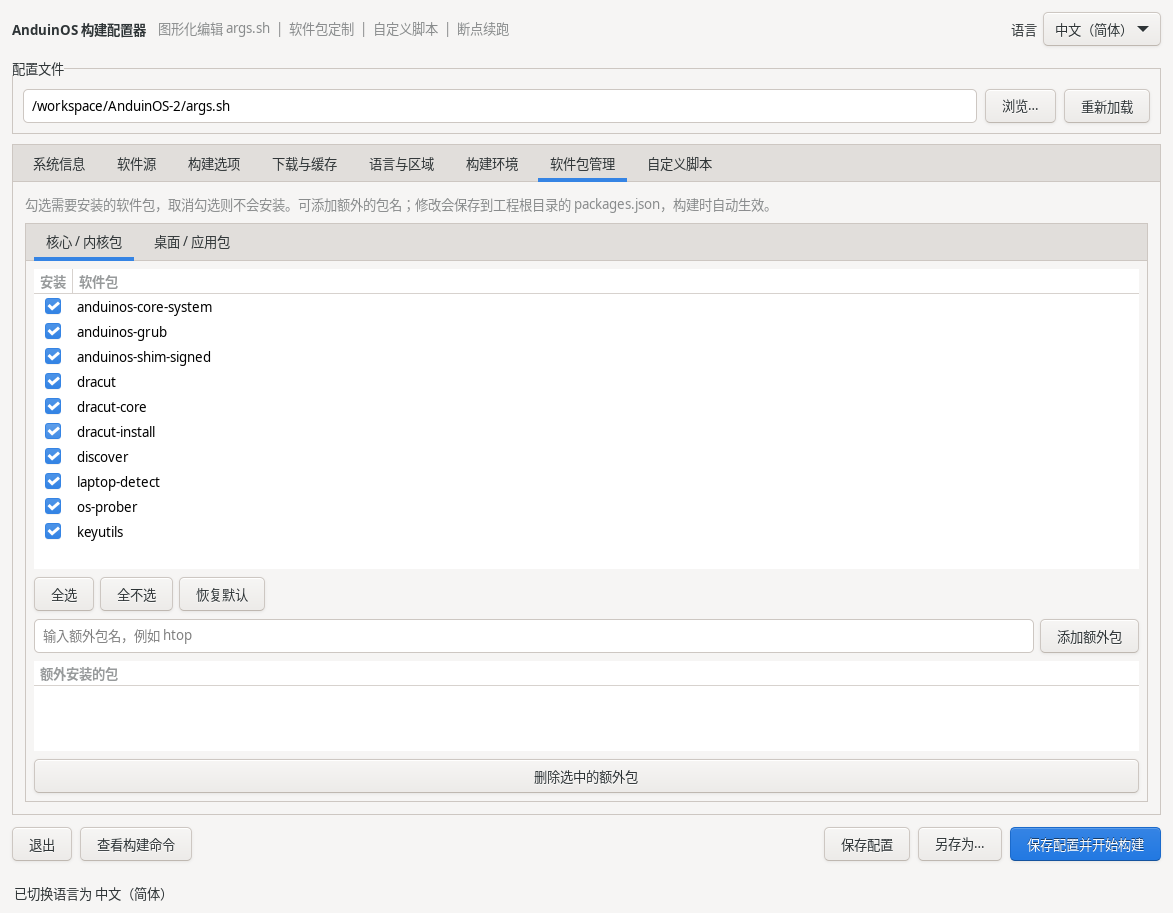 AnduinOS 构建配置器 图形化编辑 args.sh | 软件包定制 | 自定义脚本 | 断点续跑 语言 中文（简体）
配置文件
/workspace/AnduinOS-2/args.sh 浏览... 重新加载
系统信息 软件源 构建选项 下载与缓存 语言与区域 构建环境 软件包管理 自定义脚本
勾选需要安装的软件包，取消勾选则不会安装。可添加额外的包名；修改会保存到工程根目录的 packages.json，构建时自动生效。
核心 / 内核包 桌面 / 应用包
安装 软件包
anduinos-core-system
anduinos-grub
anduinos-shim-signed
dracut
dracut-core
dracut-install
discover
laptop-detect
os-prober
keyutils
全选 全不选 恢复默认
输入额外包名，例如 htop 添加额外包
额外安装的包
删除选中的额外包
退出 查看构建命令 保存配置 另存为... 保存配置并开始构建
已切换语言为 中文（简体）